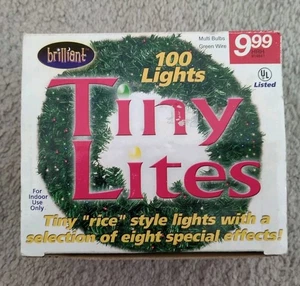 brilliant
Multi Bulbs
Green Wire
9.99
100
Lights
UL
Listed
Tiny
Lites
For
Indoor
Use
Only
Tiny "rice" style lights with a
selection of eight special effects!